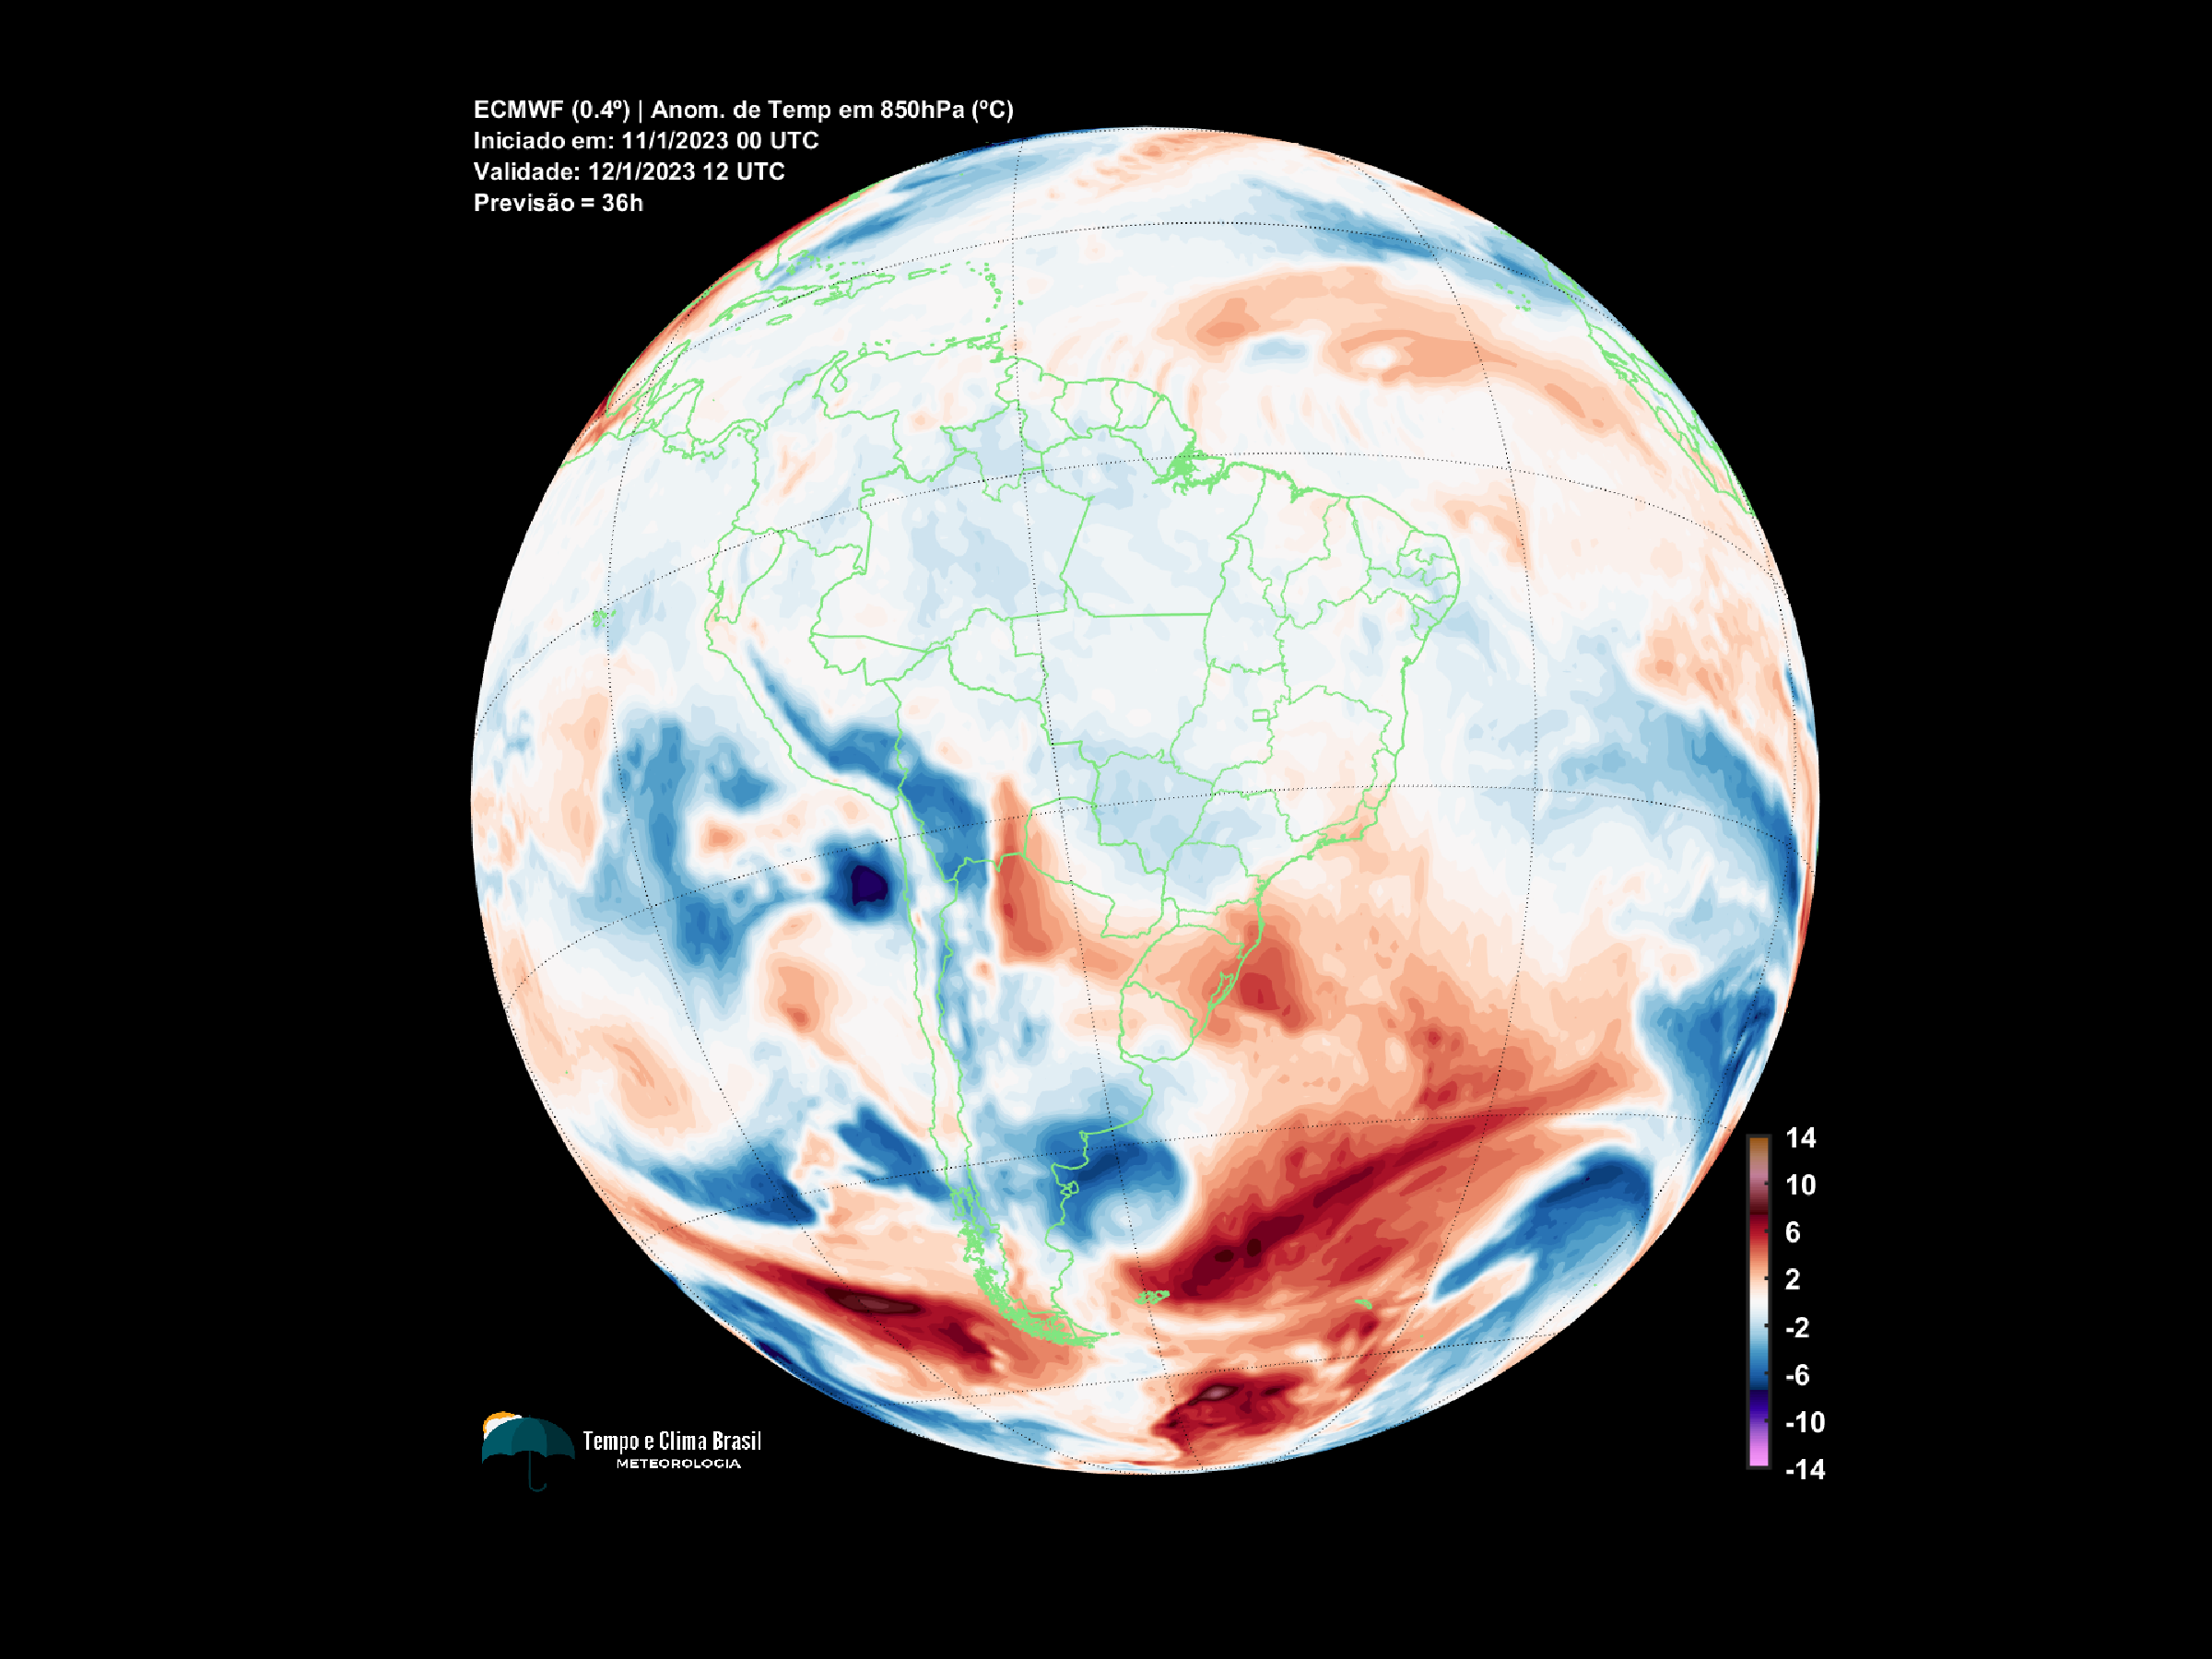 ECMWF (0.4º) | Anom. de Temp em 850hPa (ºC)
Iniciado em: 11/1/2023 00 UTC
Validade: 12/1/2023 12 UTC
Previsão = 36h
14
10
6
2
-2
-6
-10
-14
Tempo e Clima Brasil
METEOROLOGIA